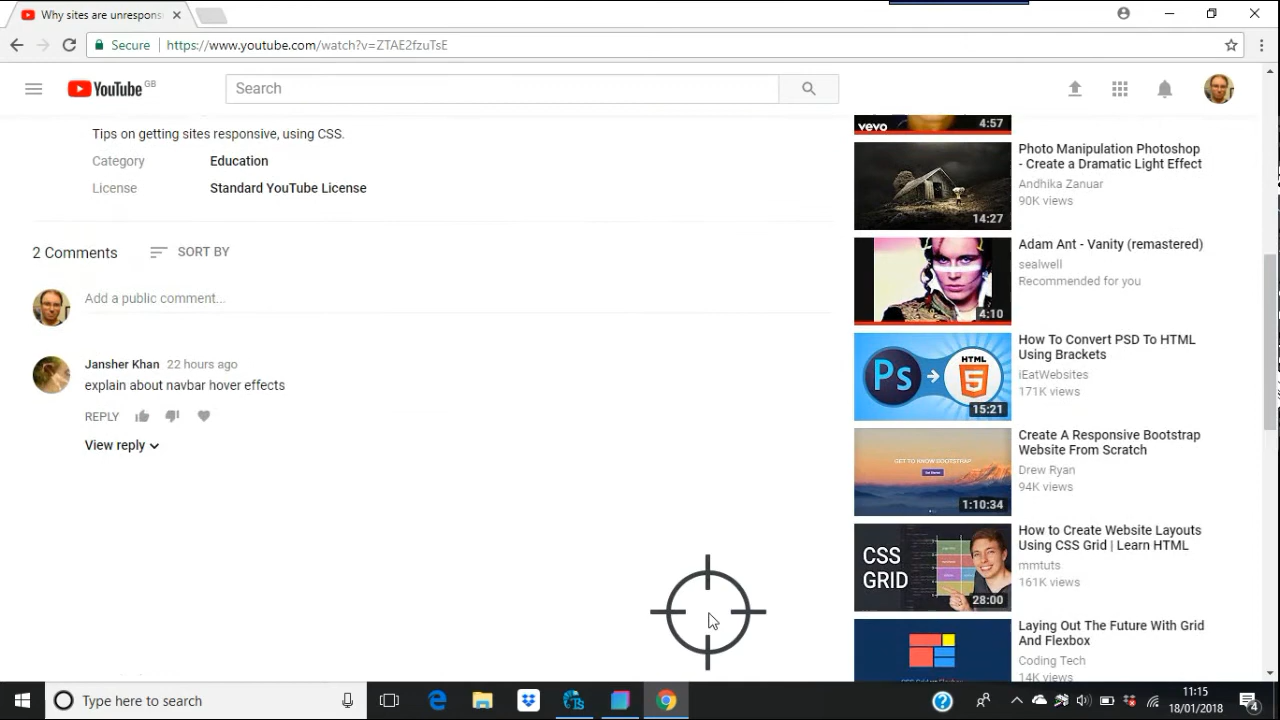 Why sites are unrespons
Secure
https://www.youtube.com/watch?v=ZTAE2fzuTsE
YouTube GB
Search
Tips on getting sites responsive, using CSS.
Category Education
License Standard YouTube License
2 Comments SORT BY
Add a public comment...
Jansher Khan 22 hours ago
explain about navbar hover effects
REPLY
View reply
vevo
4:57
14:27
Photo Manipulation Photoshop
- Create a Dramatic Light Effect
Andhika Zanuar
90K views
4:10
Adam Ant - Vanity (remastered)
sealwell
Recommended for you
Ps
HTML
5
15:21
How To Convert PSD To HTML
Using Brackets
iEatWebsites
171K views
GET TO KNOW BOOTSTRAP
1:10:34
Create A Responsive Bootstrap
Website From Scratch
Drew Ryan
94K views
CSS
GRID
28:00
How to Create Website Layouts
Using CSS Grid | Learn HTML
mmtuts
161K views
Laying Out The Future With Grid
And Flexbox
Coding Tech
14K views
Type here to search
11:15
18/01/2018
4